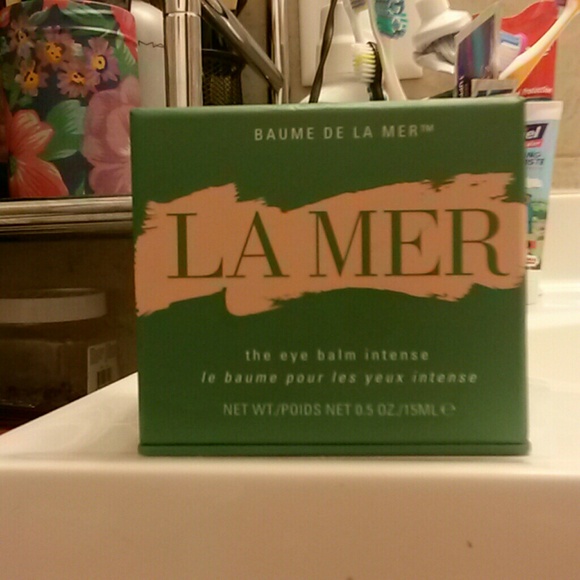 BAUME DE LA MER™
LA MER
the eye balm intense
le baume pour les yeux intense
NET WT./POIDS NET 0.5 OZ./15ML ℮